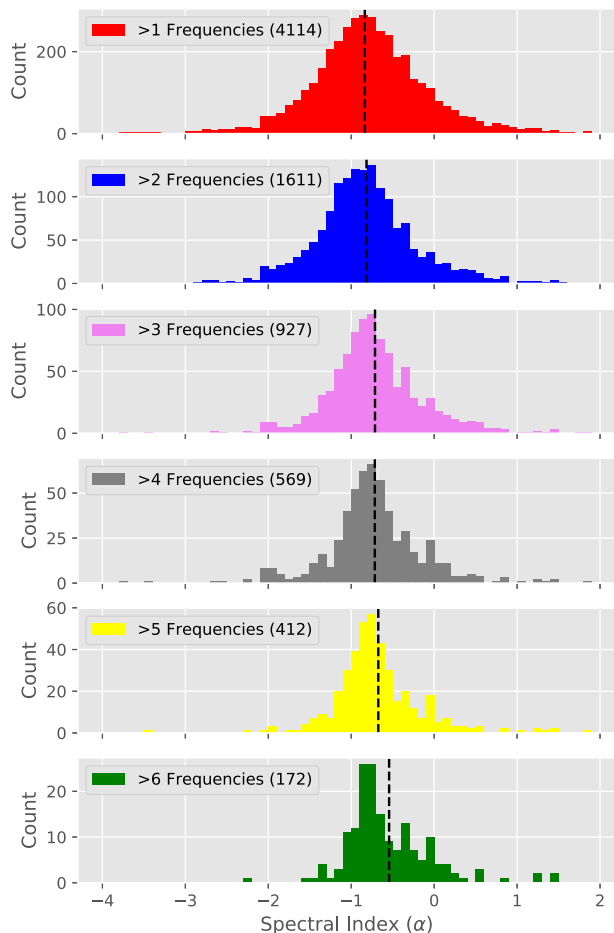 >1 Frequencies (4114)
Count
200
0
>2 Frequencies (1611)
Count
100
50
0
>3 Frequencies (927)
Count
100
50
0
>4 Frequencies (569)
Count
50
25
0
>5 Frequencies (412)
Count
60
40
20
0
>6 Frequencies (172)
Count
20
10
0
−4 −3 −2 −1 0 1 2
Spectral Index (α)